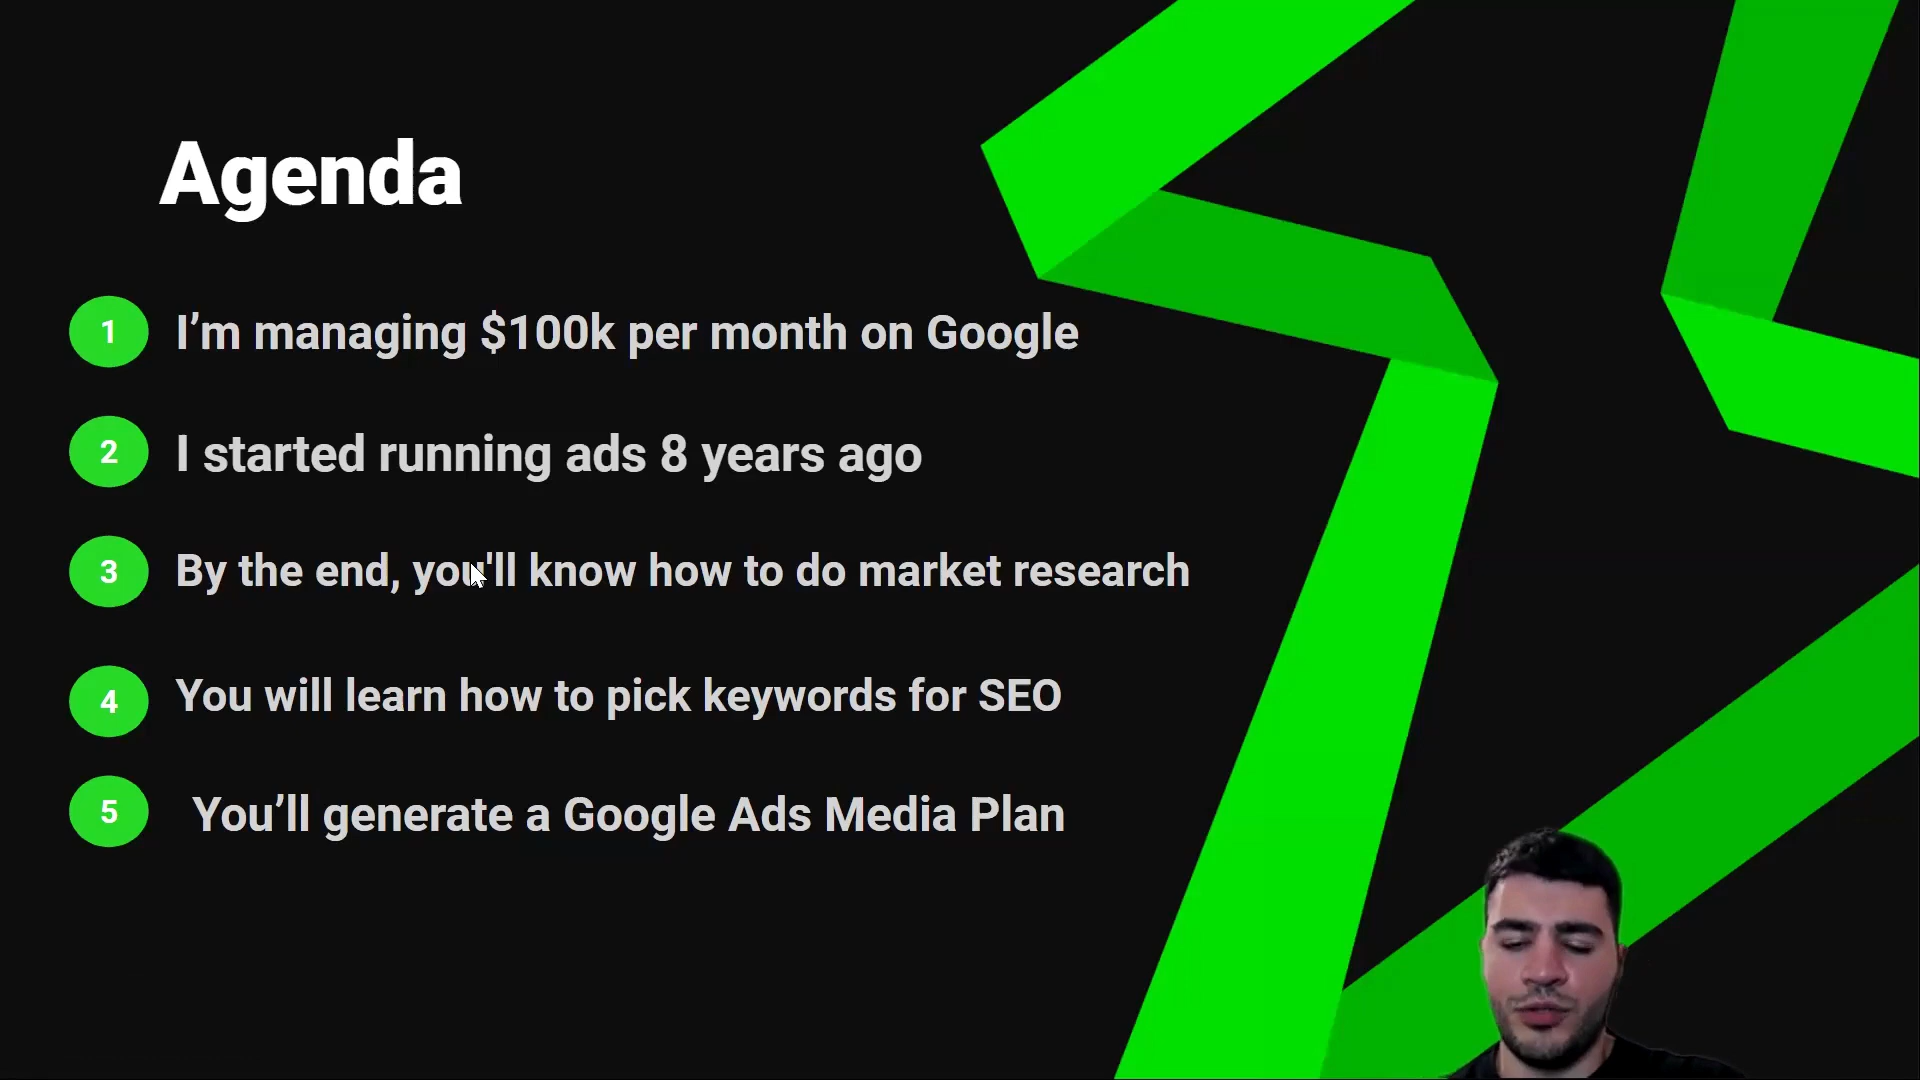 Agenda
1 I’m managing $100k per month on Google
2 I started running ads 8 years ago
3 By the end, you'll know how to do market research
4 You will learn how to pick keywords for SEO
5 You’ll generate a Google Ads Media Plan